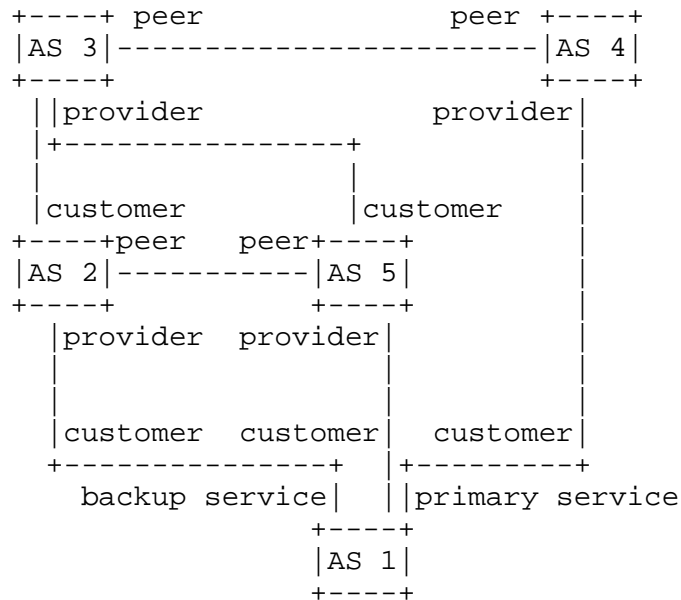 +----+ peer                    peer +----+
|AS 3|-------------------------|AS 4|
+----+                              +----+
||provider              provider|
|+-----------------+            |
|                  |            |
|customer          |customer    |
+----+peer   peer+----+         |
|AS 2|-----------|AS 5|         |
+----+           +----+         |
|provider  provider|            |
|                  |            |
|                  |            |
|customer  customer|    customer|
+---------------+  |+---------+
backup service|  ||primary service
+----+
|AS 1|
+----+